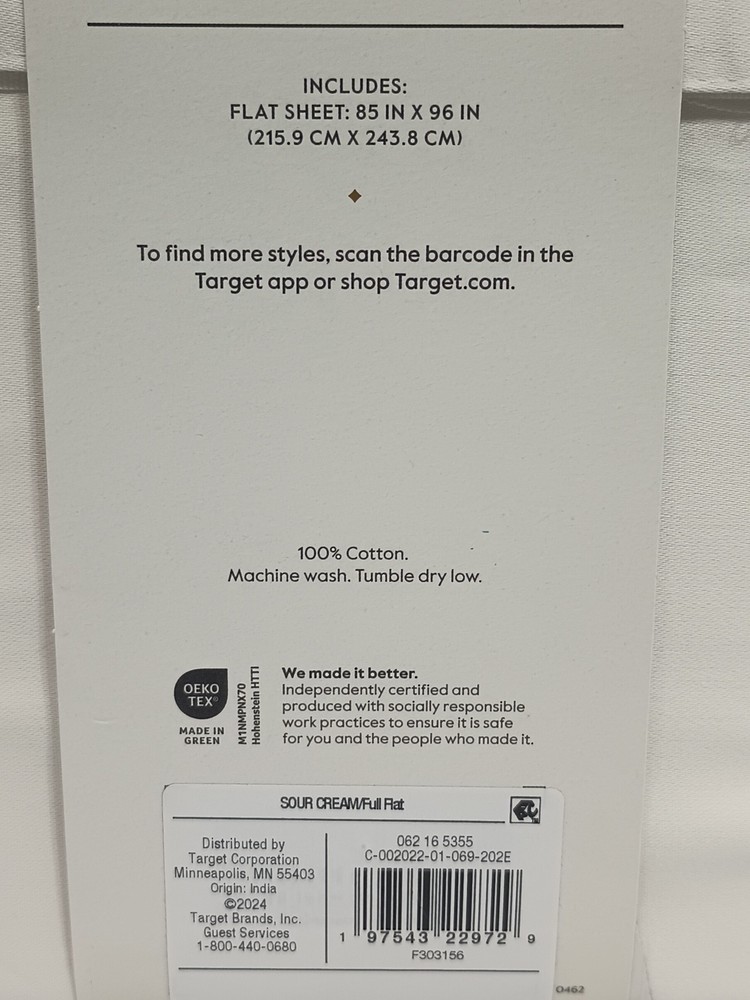 INCLUDES:
FLAT SHEET: 85 IN X 96 IN
(215.9 CM X 243.8 CM)
To find more styles, scan the barcode in the
Target app or shop Target.com.
100% Cotton.
Machine wash. Tumble dry low.
OEKO
TEX®
MADE IN
GREEN
M1NMPNX70
Hohenstein HTTI
We made it better.
Independently certified and
produced with socially responsible
work practices to ensure it is safe
for you and the people who made it.
SOUR CREAM/Full Flat
Distributed by
Target Corporation
Minneapolis, MN 55403
Origin: India
©2024
Target Brands, Inc.
Guest Services
1-800-440-0680
062 16 5355
C-002022-01-069-202E
1 97543 22972 9
F303156
0462